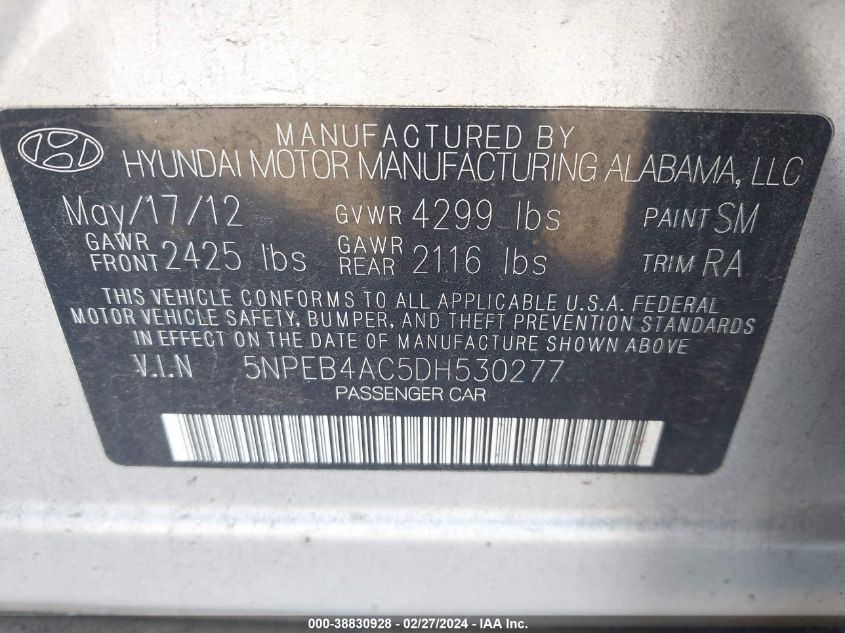 MANUFACTURED BY
HYUNDAI MOTOR MANUFACTURING ALABAMA, LLC
May/17/12 GVWR 4299 lbs PAINT SM
GAWR FRONT 2425 lbs GAWR REAR 2116 lbs TRIM RA
THIS VEHICLE CONFORMS TO ALL APPLICABLE U.S.A. FEDERAL
MOTOR VEHICLE SAFETY, BUMPER, AND THEFT PREVENTION STANDARDS
IN EFFECT ON THE DATE OF MANUFACTURE SHOWN ABOVE
V.I.N 5NPEB4AC5DH530277
PASSENGER CAR
000-38830928 - 02/27/2024 - IAA Inc.